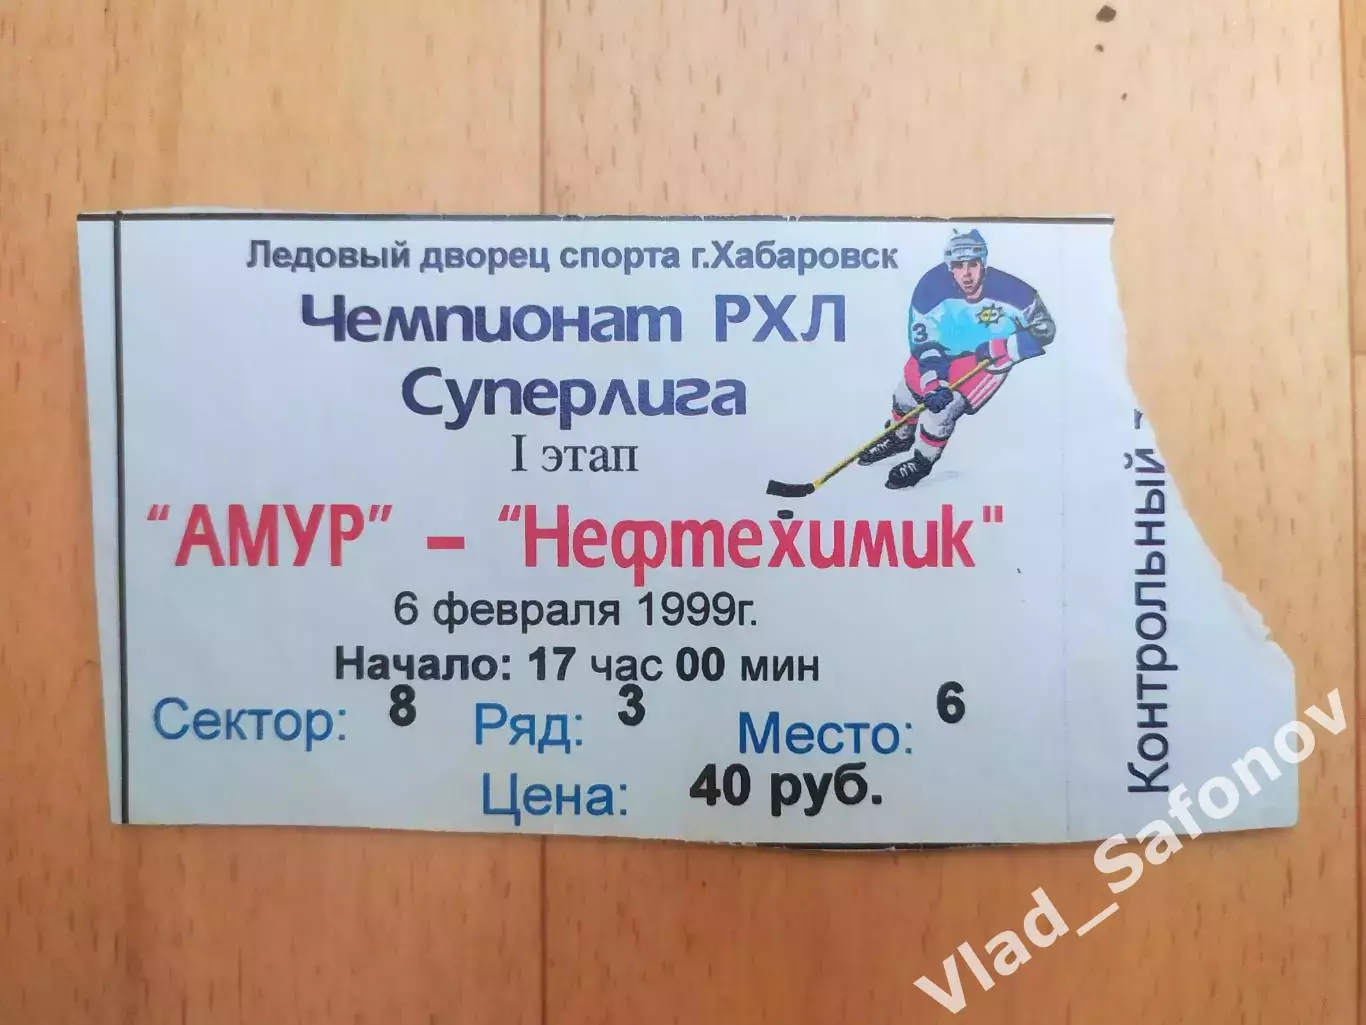 Ледовый дворец спорта г.Хабаровск
Чемпионат РХЛ
Суперлига
I этап
"АМУР" – "Нефтехимик"
6 февраля 1999г.
Начало: 17 час 00 мин
Сектор: 8 Ряд: 3 Место: 6
Цена: 40 руб.
Контрольный
3
Vlad_Safonov